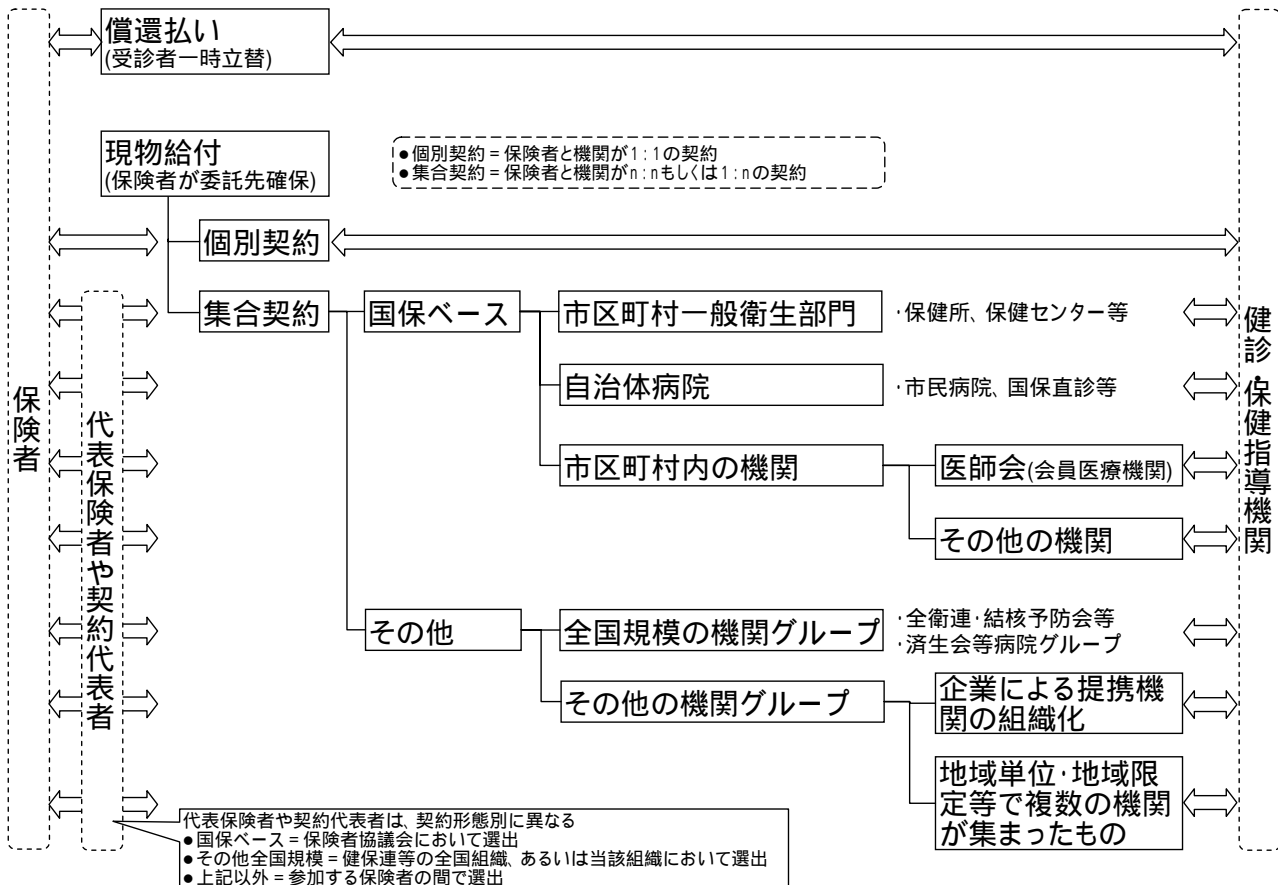 償還払い
(受診者一時立替)
現物給付
(保険者が委託先確保)
●個別契約=保険者と機関が1:1の契約
●集合契約=保険者と機関がn:nもしくは1:nの契約
個別契約
集合契約
国保ベース
市区町村一般衛生部門
・保健所、保健センター等
自治体病院
・市民病院、国保直診等
市区町村内の機関
医師会(会員医療機関)
その他の機関
その他
全国規模の機関グループ
・全衛連・結核予防会等
・済生会等病院グループ
その他の機関グループ
企業による提携機
関の組織化
地域単位・地域限
定等で複数の機関
が集まったもの
保険者
代表保険者や契約代表者
健診・保健指導機関
代表保険者や契約代表者は、契約形態別に異なる
●国保ベース=保険者協議会において選出
●その他全国規模=健保連等の全国組織、あるいは当該組織において選出
●上記以外=参加する保険者の間で選出